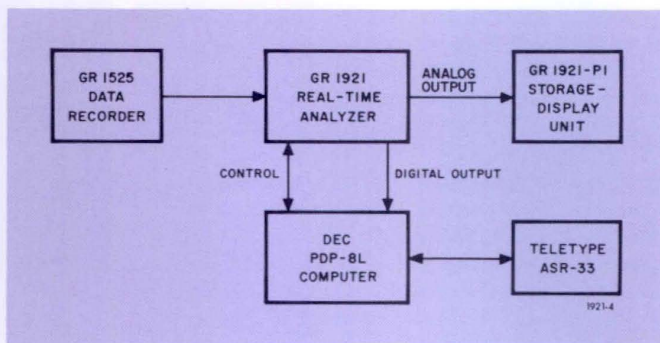 GR 1525
DATA
RECORDER
GR 1921
REAL-TIME
ANALYZER
ANALOG
OUTPUT
GR 1921-P1
STORAGE-
DISPLAY
UNIT
CONTROL
DIGITAL OUTPUT
DEC
PDP-8L
COMPUTER
TELETYPE
ASR-33
1921-4